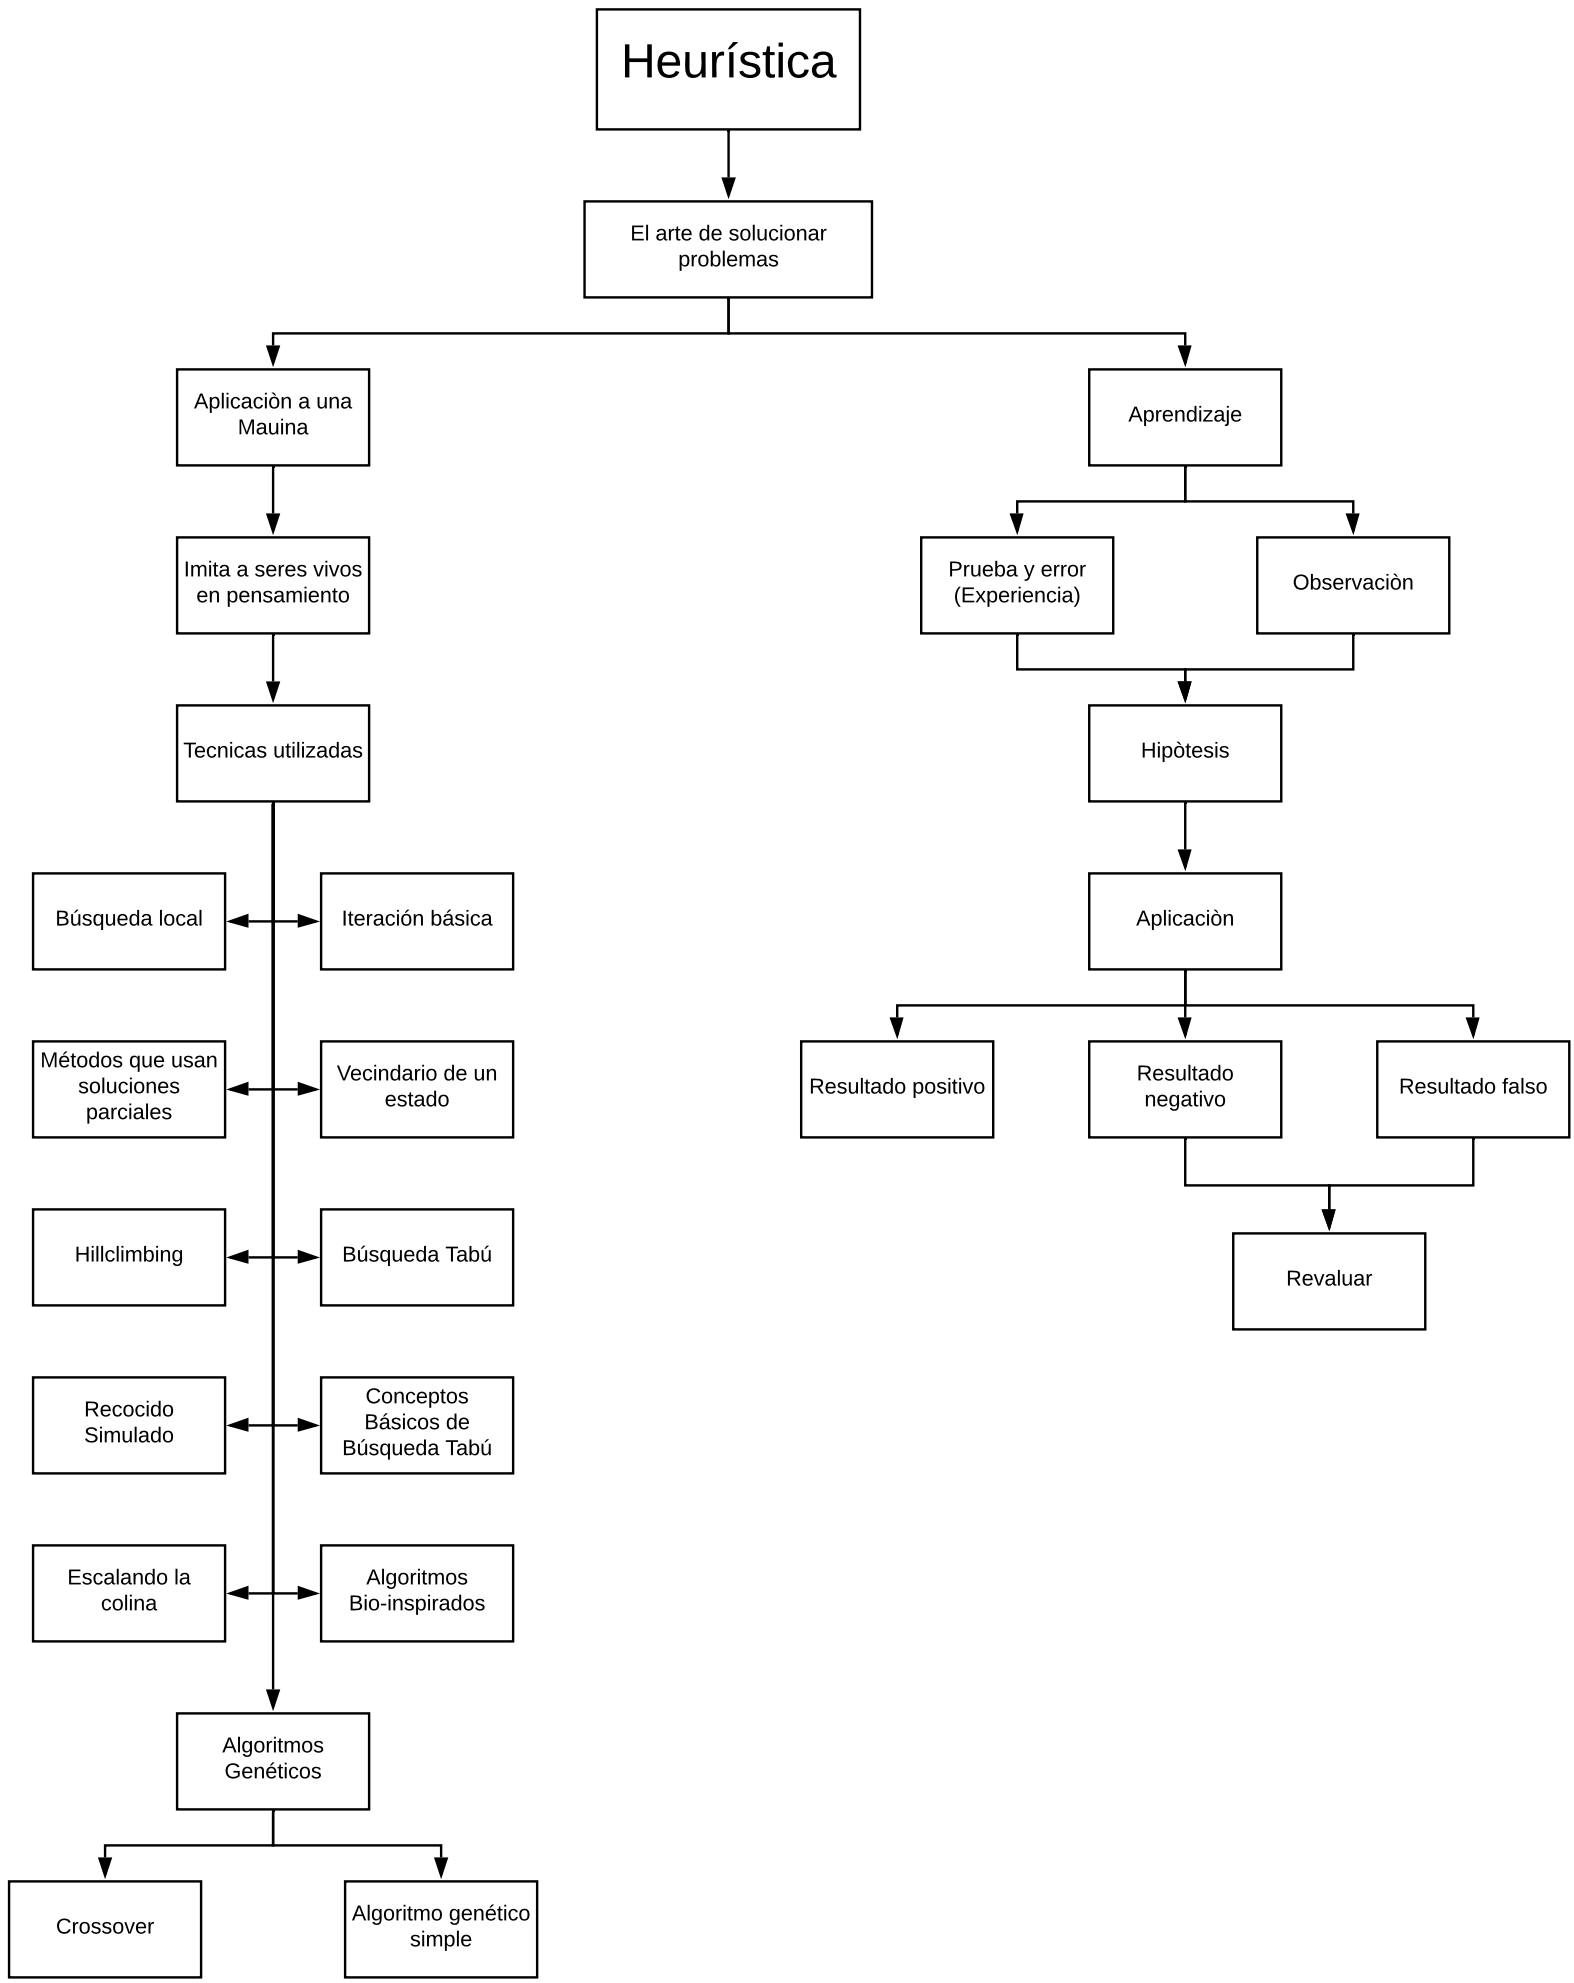 Heurística
El arte de solucionar
problemas
Aplicaciòn a una
Mauina
Aprendizaje
Imita a seres vivos
en pensamiento
Prueba y error
(Experiencia)
Observaciòn
Tecnicas utilizadas
Hipòtesis
Búsqueda local
Iteración básica
Aplicaciòn
Métodos que usan
soluciones
parciales
Vecindario de un
estado
Resultado positivo
Resultado
negativo
Resultado falso
Hillclimbing
Búsqueda Tabú
Revaluar
Recocido
Simulado
Conceptos
Básicos de
Búsqueda Tabú
Escalando la
colina
Algoritmos
Bio-inspirados
Algoritmos
Genéticos
Crossover
Algoritmo genético
simple